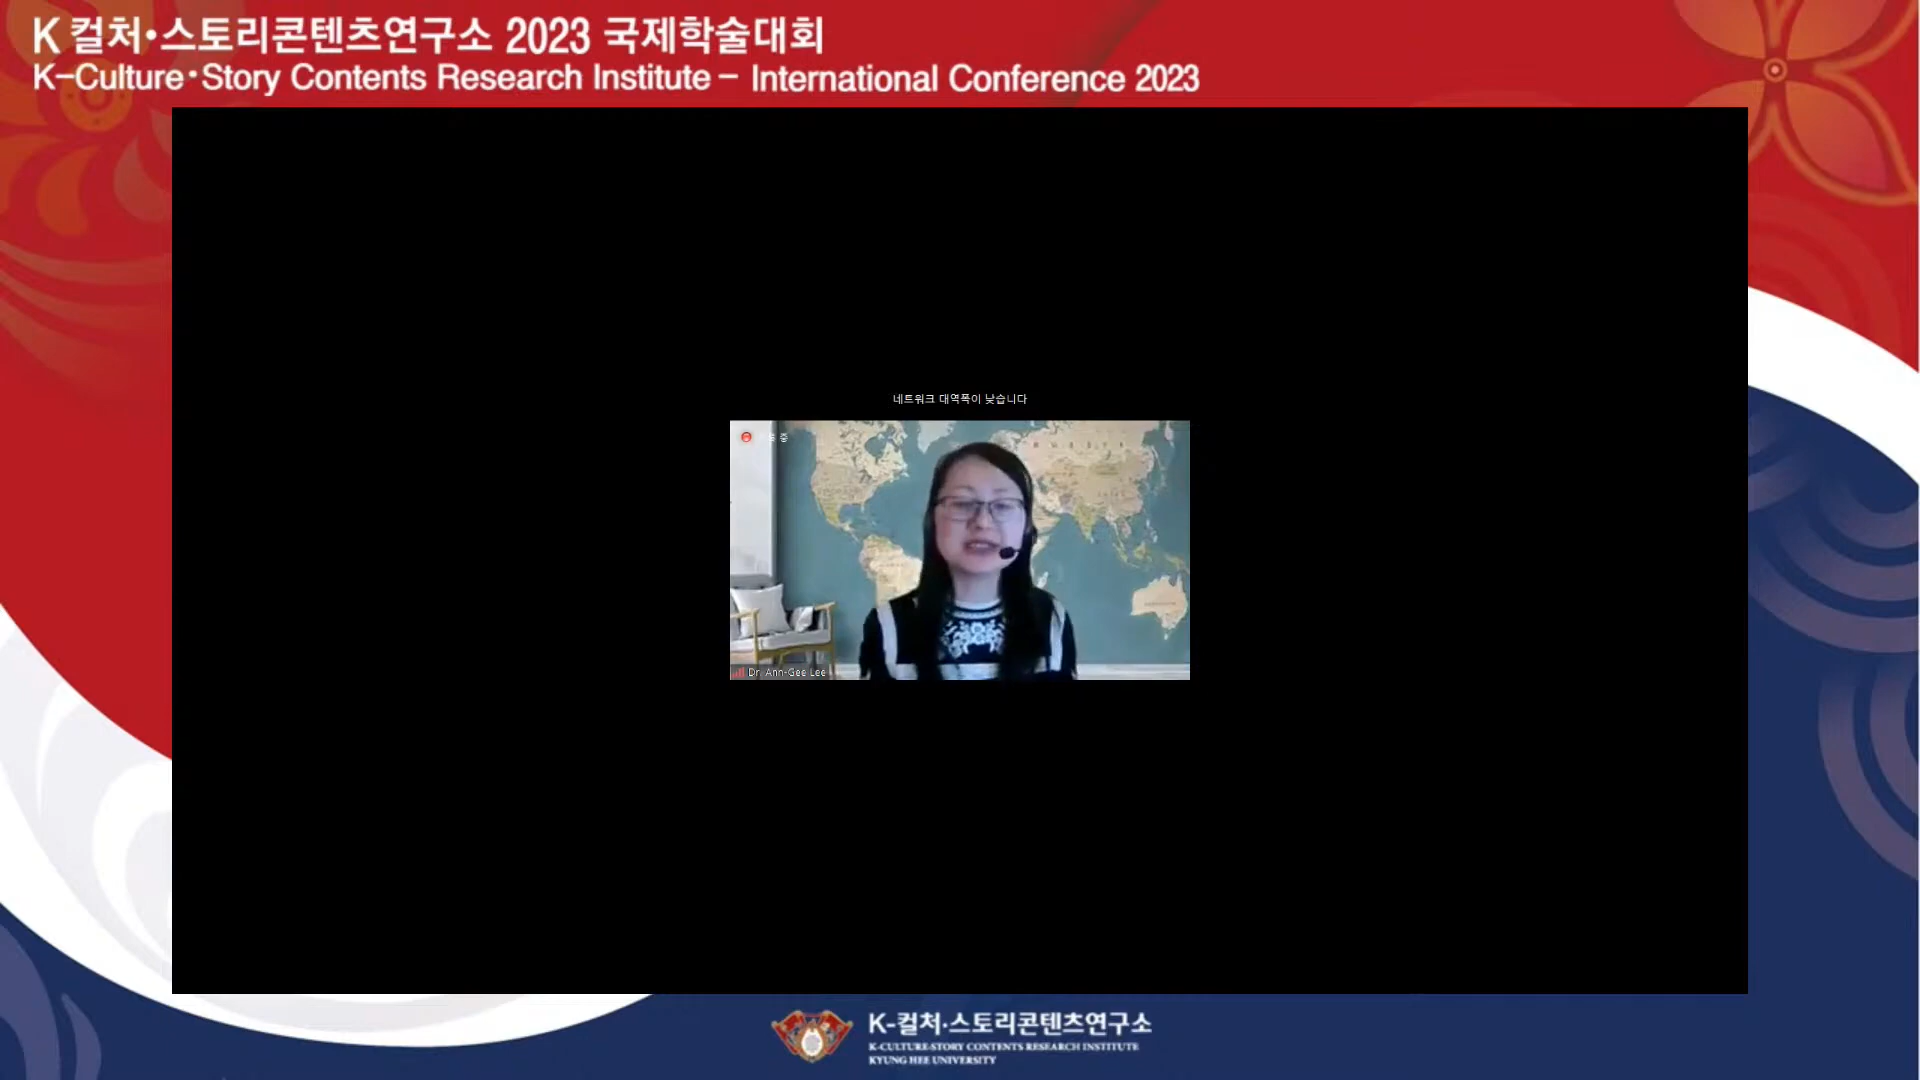 K 컬처•스토리콘텐츠연구소 2023 국제학술대회
K-Culture•Story Contents Research Institute - International Conference 2023
네트워크 대역폭이 낮습니다
중
Dr. Ann-Gee Lee
K-컬처·스토리콘텐츠연구소
K-CULTURE·STORY CONTENTS RESEARCH INSTITUTE
KYUNG HEE UNIVERSITY